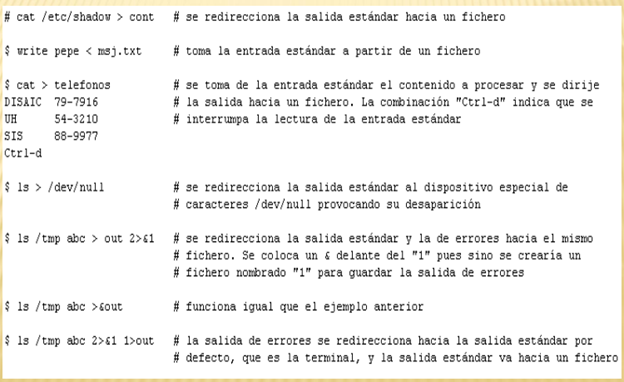 # cat /etc/shadow > cont # se redirecciona la salida estándar hacia un fichero
$ write pepe < msj.txt # toma la entrada estándar a partir de un fichero
$ cat > telefonos # se toma de la entrada estándar el contenido a procesar y se dirije
DISAIC 79-7916 # la salida hacia un fichero. La combinación "Ctrl-d" indica que se
UH 54-3210 # interrumpa la lectura de la entrada estándar
SIS 88-9977
Ctrl-d
$ ls > /dev/null # se redirecciona la salida estándar al dispositivo especial de
# caracteres /dev/null provocando su desaparición
$ ls /tmp abc > out 2>&1 # se redirecciona la salida estándar y la de errores hacia el mismo
# fichero. Se coloca un & delante del "1" pues sino se crearía un
# fichero nombrado "1" para guardar la salida de errores
$ ls /tmp abc >&out # funciona igual que el ejemplo anterior
$ ls /tmp abc 2>&1 1>out # la salida de errores se redirecciona hacia la salida estándar por
# defecto, que es la terminal, y la salida estándar va hacia un fichero